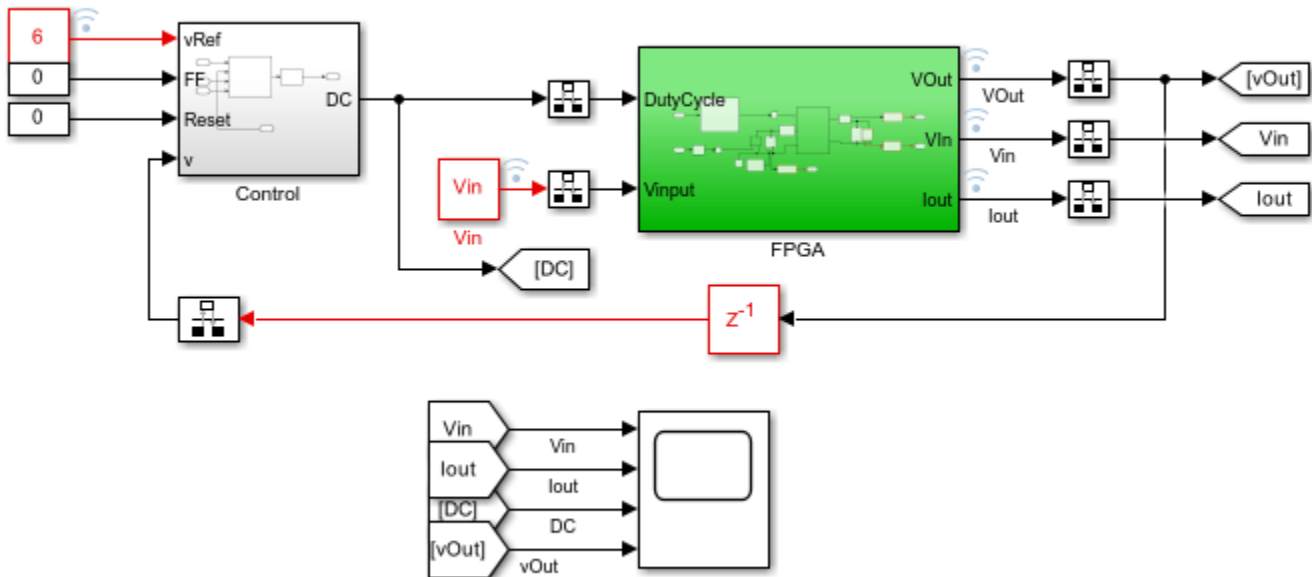 6
vRef
0
FF
DC
0
Reset
v
Control
DutyCycle
VOut
VOut
[vOut]
Vin
VIn
Vin
Vin
Vinput
Iout
Iout
Iout
Vin
FPGA
[DC]
Z-1
Vin
Vin
Iout
Iout
[DC]
DC
[vOut]
vOut